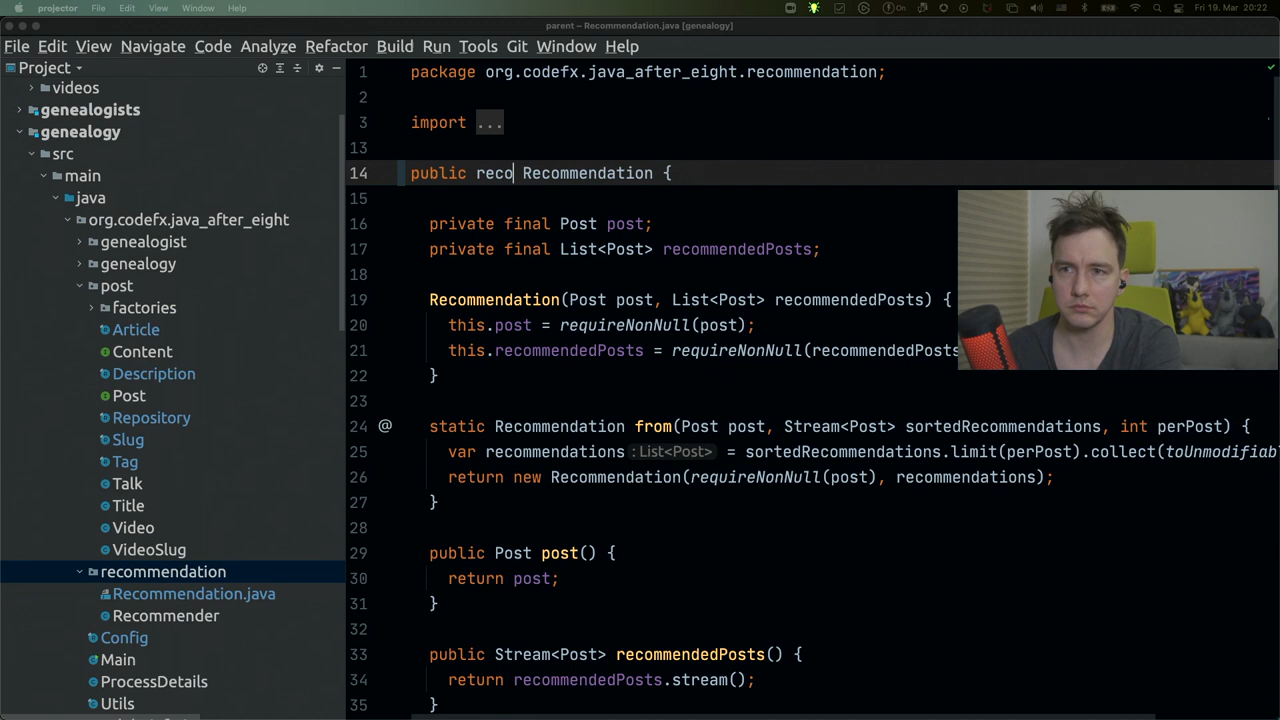 projector File Edit View Window Help On Fri 19. Mar 20:22
parent – Recommendation.java [genealogy]
File Edit View Navigate Code Analyze Refactor Build Run Tools Git Window Help
Project
videos
genealogists
genealogy
src
main
java
org.codefx.java_after_eight
genealogist
genealogy
post
factories
Article
Content
Description
Post
Repository
Slug
Tag
Talk
Title
Video
VideoSlug
recommendation
Recommendation.java
Recommender
Config
Main
ProcessDetails
Utils
1 package org.codefx.java_after_eight.recommendation;
2
3 import ...
13
14 public reco Recommendation {
15
16 private final Post post;
17 private final List<Post> recommendedPosts;
18
19 Recommendation(Post post, List<Post> recommendedPosts) {
20 this.post = requireNonNull(post);
21 this.recommendedPosts = requireNonNull(recommendedPosts
22 }
23
24 @ static Recommendation from(Post post, Stream<Post> sortedRecommendations, int perPost) {
25 var recommendations : List<Post> = sortedRecommendations.limit(perPost).collect(toUnmodifiab
26 return new Recommendation(requireNonNull(post), recommendations);
27 }
28
29 public Post post() {
30 return post;
31 }
32
33 public Stream<Post> recommendedPosts() {
34 return recommendedPosts.stream();
35 }